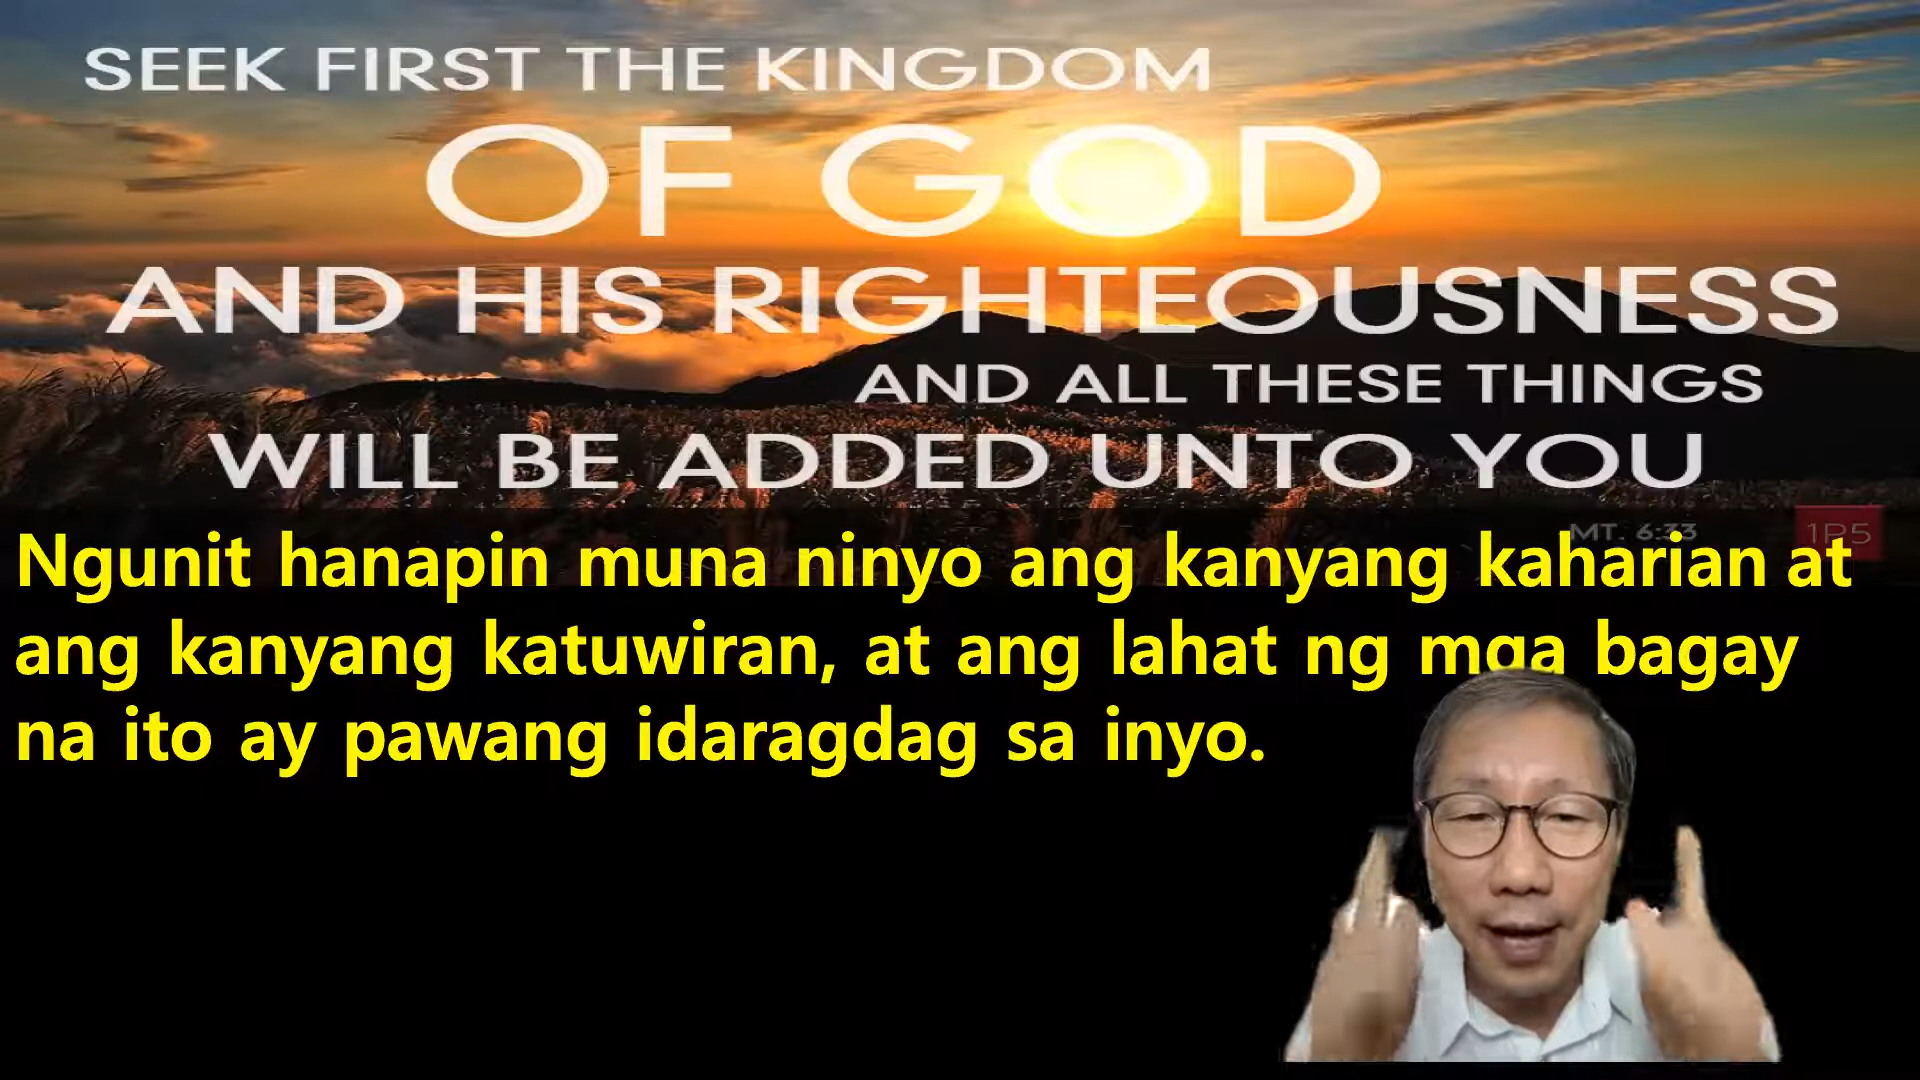 SEEK FIRST THE KINGDOM
OF GOD
AND HIS RIGHTEOUSNESS
AND ALL THESE THINGS
WILL BE ADDED UNTO YOU
MT. 6:33
1P5
Ngunit hanapin muna ninyo ang kanyang kaharian at
ang kanyang katuwiran, at ang lahat ng mga bagay
na ito ay pawang idaragdag sa inyo.